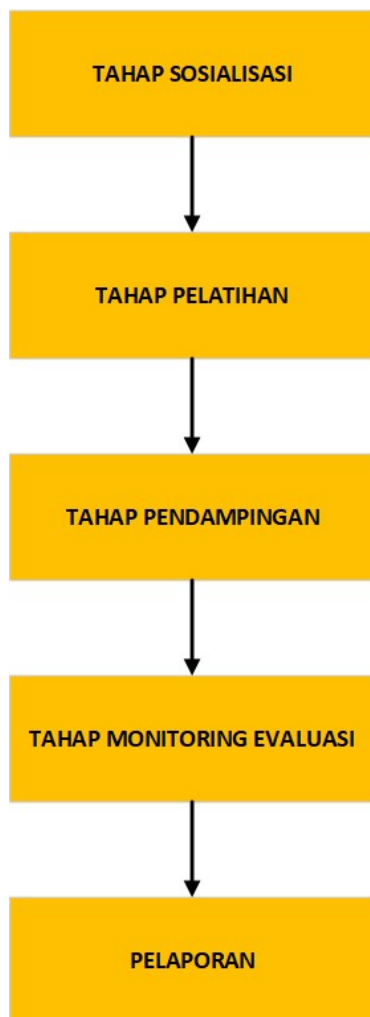 TAHAP SOSIALISASI
TAHAP PELATIHAN
TAHAP PENDAMPINGAN
TAHAP MONITORING EVALUASI
PELAPORAN